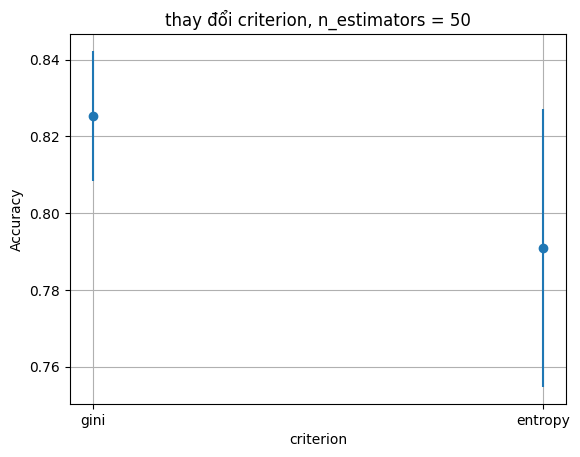 thay đổi criterion, n_estimators = 50
0.84
0.82
0.80
0.78
0.76
Accuracy
gini
entropy
criterion